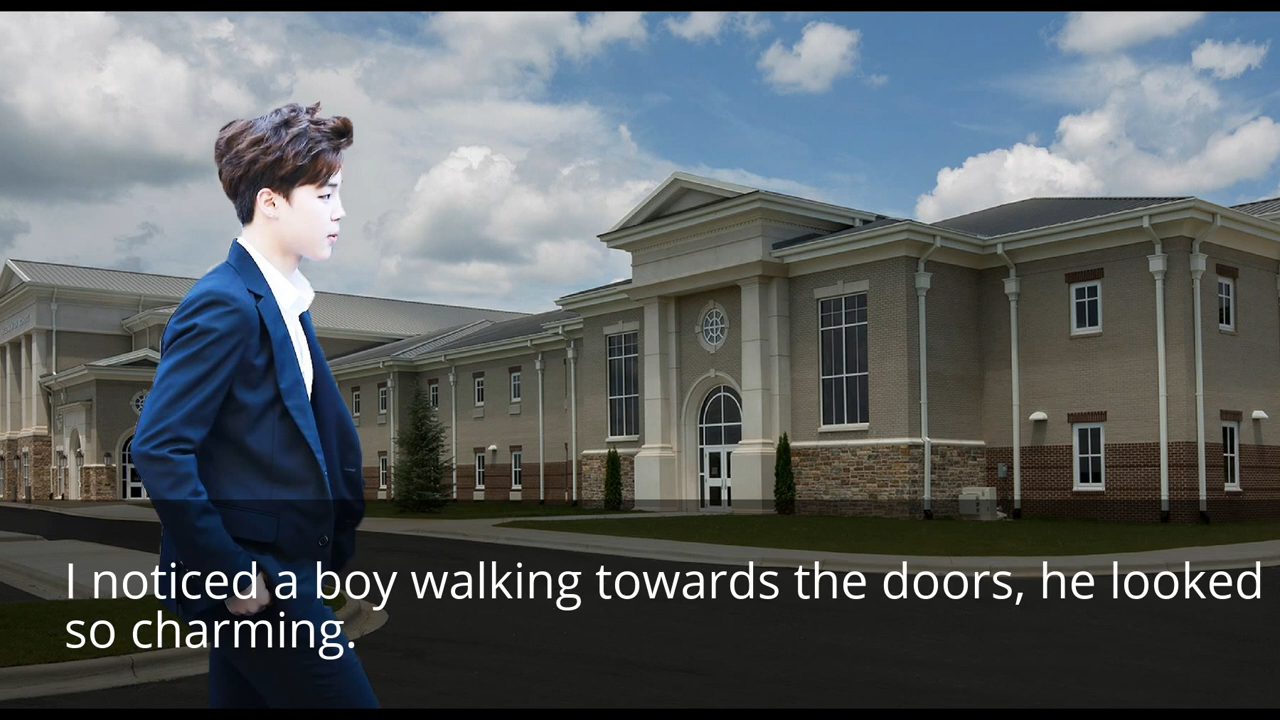 I noticed a boy walking towards the doors, he looked
so charming.